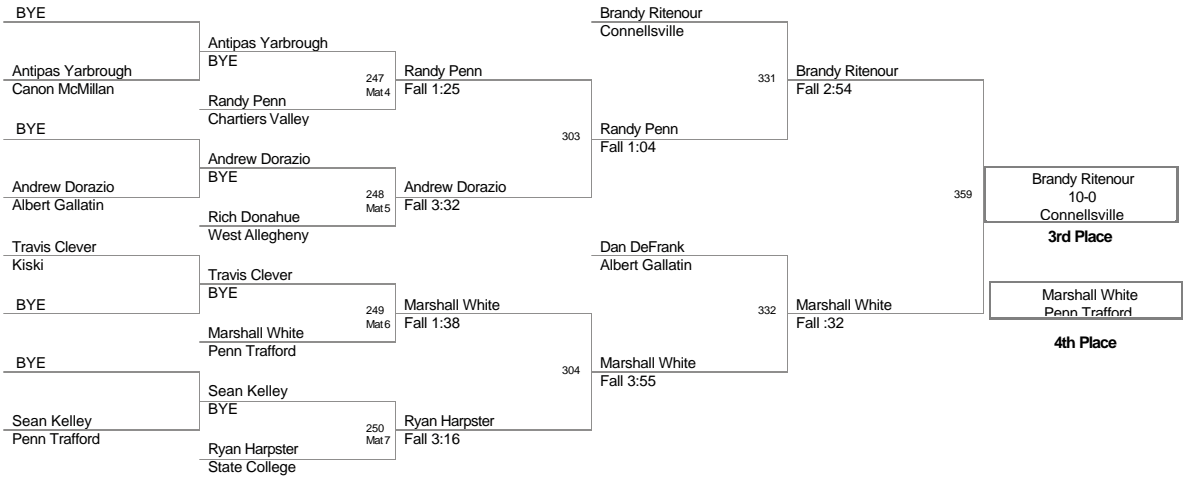 BYE
Antipas Yarbrough
Canon McMillan
BYE
Andrew Dorazio
Albert Gallatin
Travis Clever
Kiski
BYE
BYE
Sean Kelley
Penn Trafford
Antipas Yarbrough
BYE
247
Mat 4
Randy Penn
Chartiers Valley
Andrew Dorazio
BYE
248
Mat 5
Rich Donahue
West Allegheny
Travis Clever
BYE
249
Mat 6
Marshall White
Penn Trafford
Sean Kelley
BYE
250
Mat 7
Ryan Harpster
State College
Randy Penn
Fall 1:25
303
Andrew Dorazio
Fall 3:32
Marshall White
Fall 1:38
304
Ryan Harpster
Fall 3:16
Brandy Ritenour
Connellsville
331
Randy Penn
Fall 1:04
Dan DeFrank
Albert Gallatin
332
Marshall White
Fall 3:55
Brandy Ritenour
Fall 2:54
359
Marshall White
Fall :32
Brandy Ritenour
10-0
Connellsville
3rd Place
Marshall White
Penn Trafford
4th Place